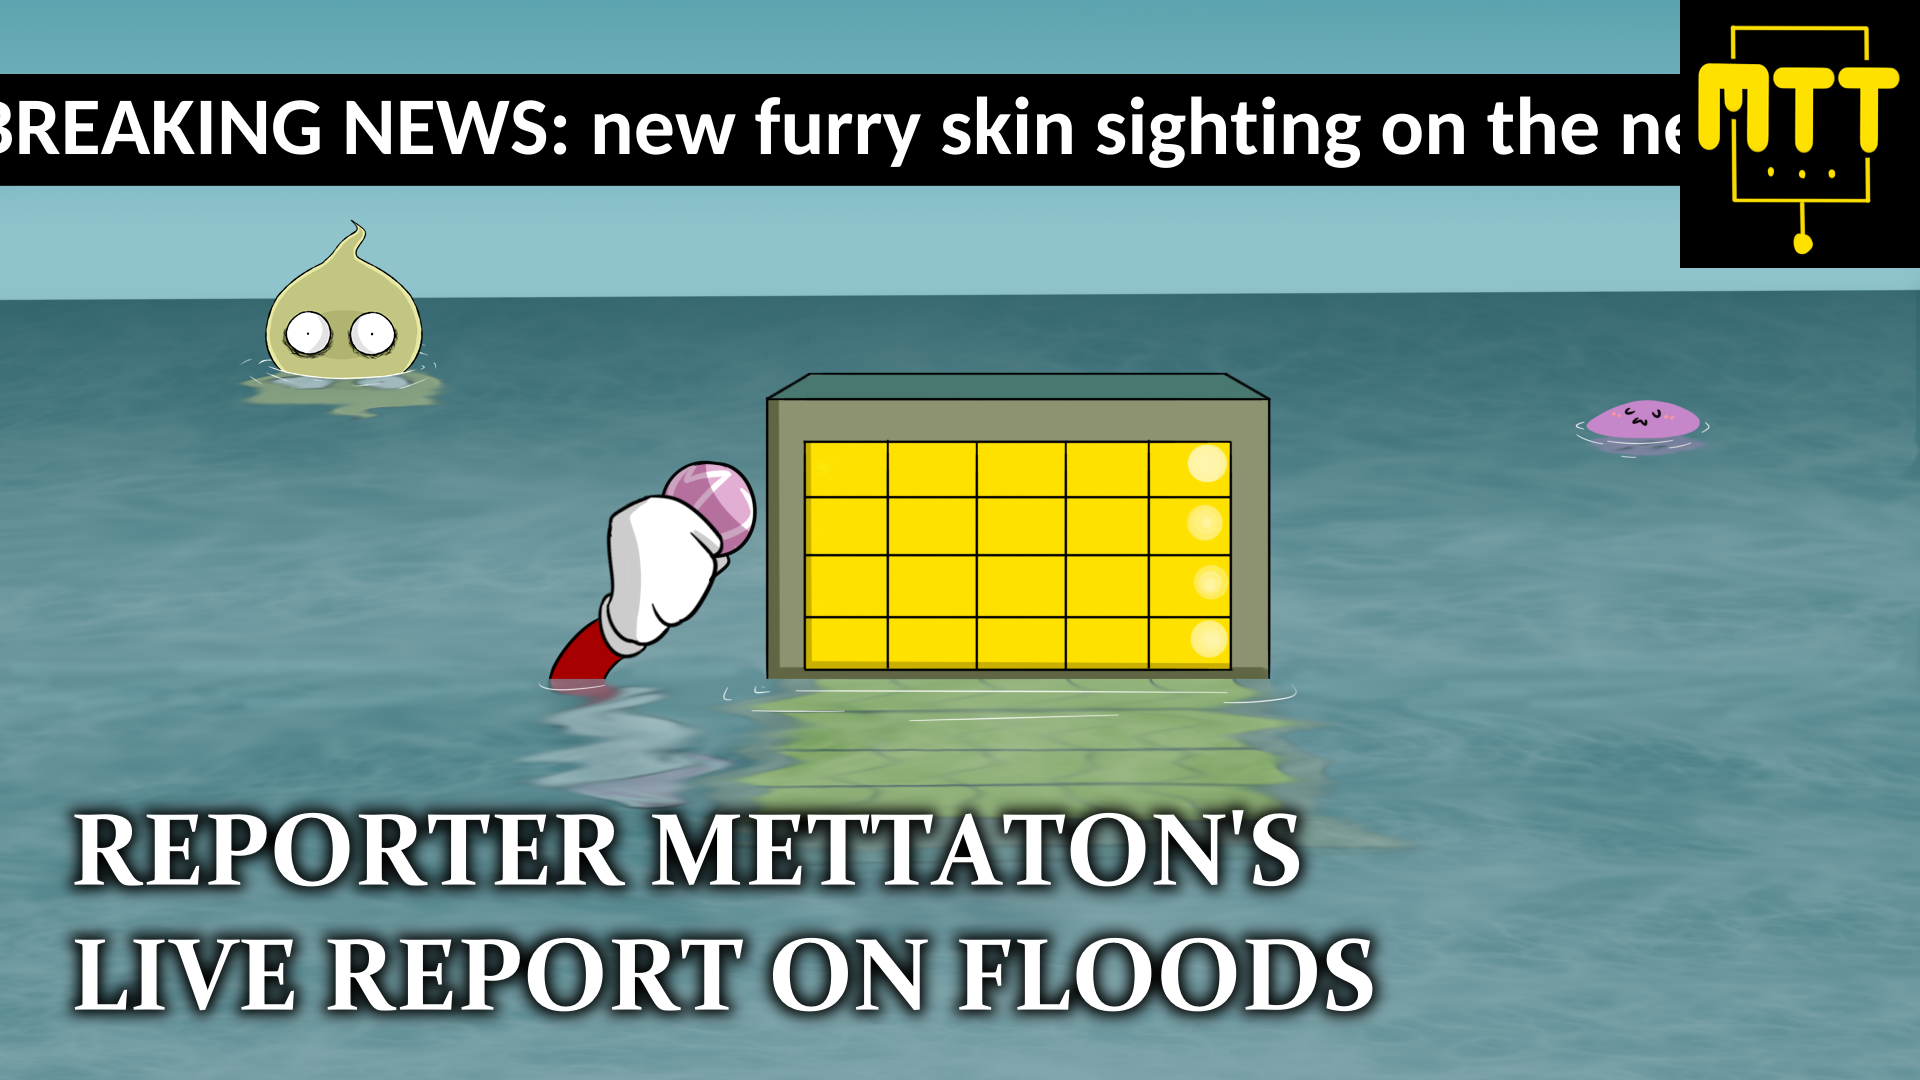 BREAKING NEWS: new furry skin sighting on the ne
MTT
REPORTER METTATON'S
LIVE REPORT ON FLOODS